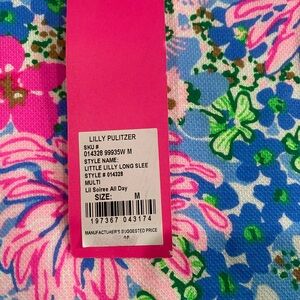 LILLY PULITZER
SKU #
014328 99935W M
STYLE NAME:
LITTLE LILLY LONG SLEE
STYLE # 014328
MULTI
Lil Soiree All Day
SIZE: M
197367 043174
MANUFACTURER'S SUGGESTED PRICE